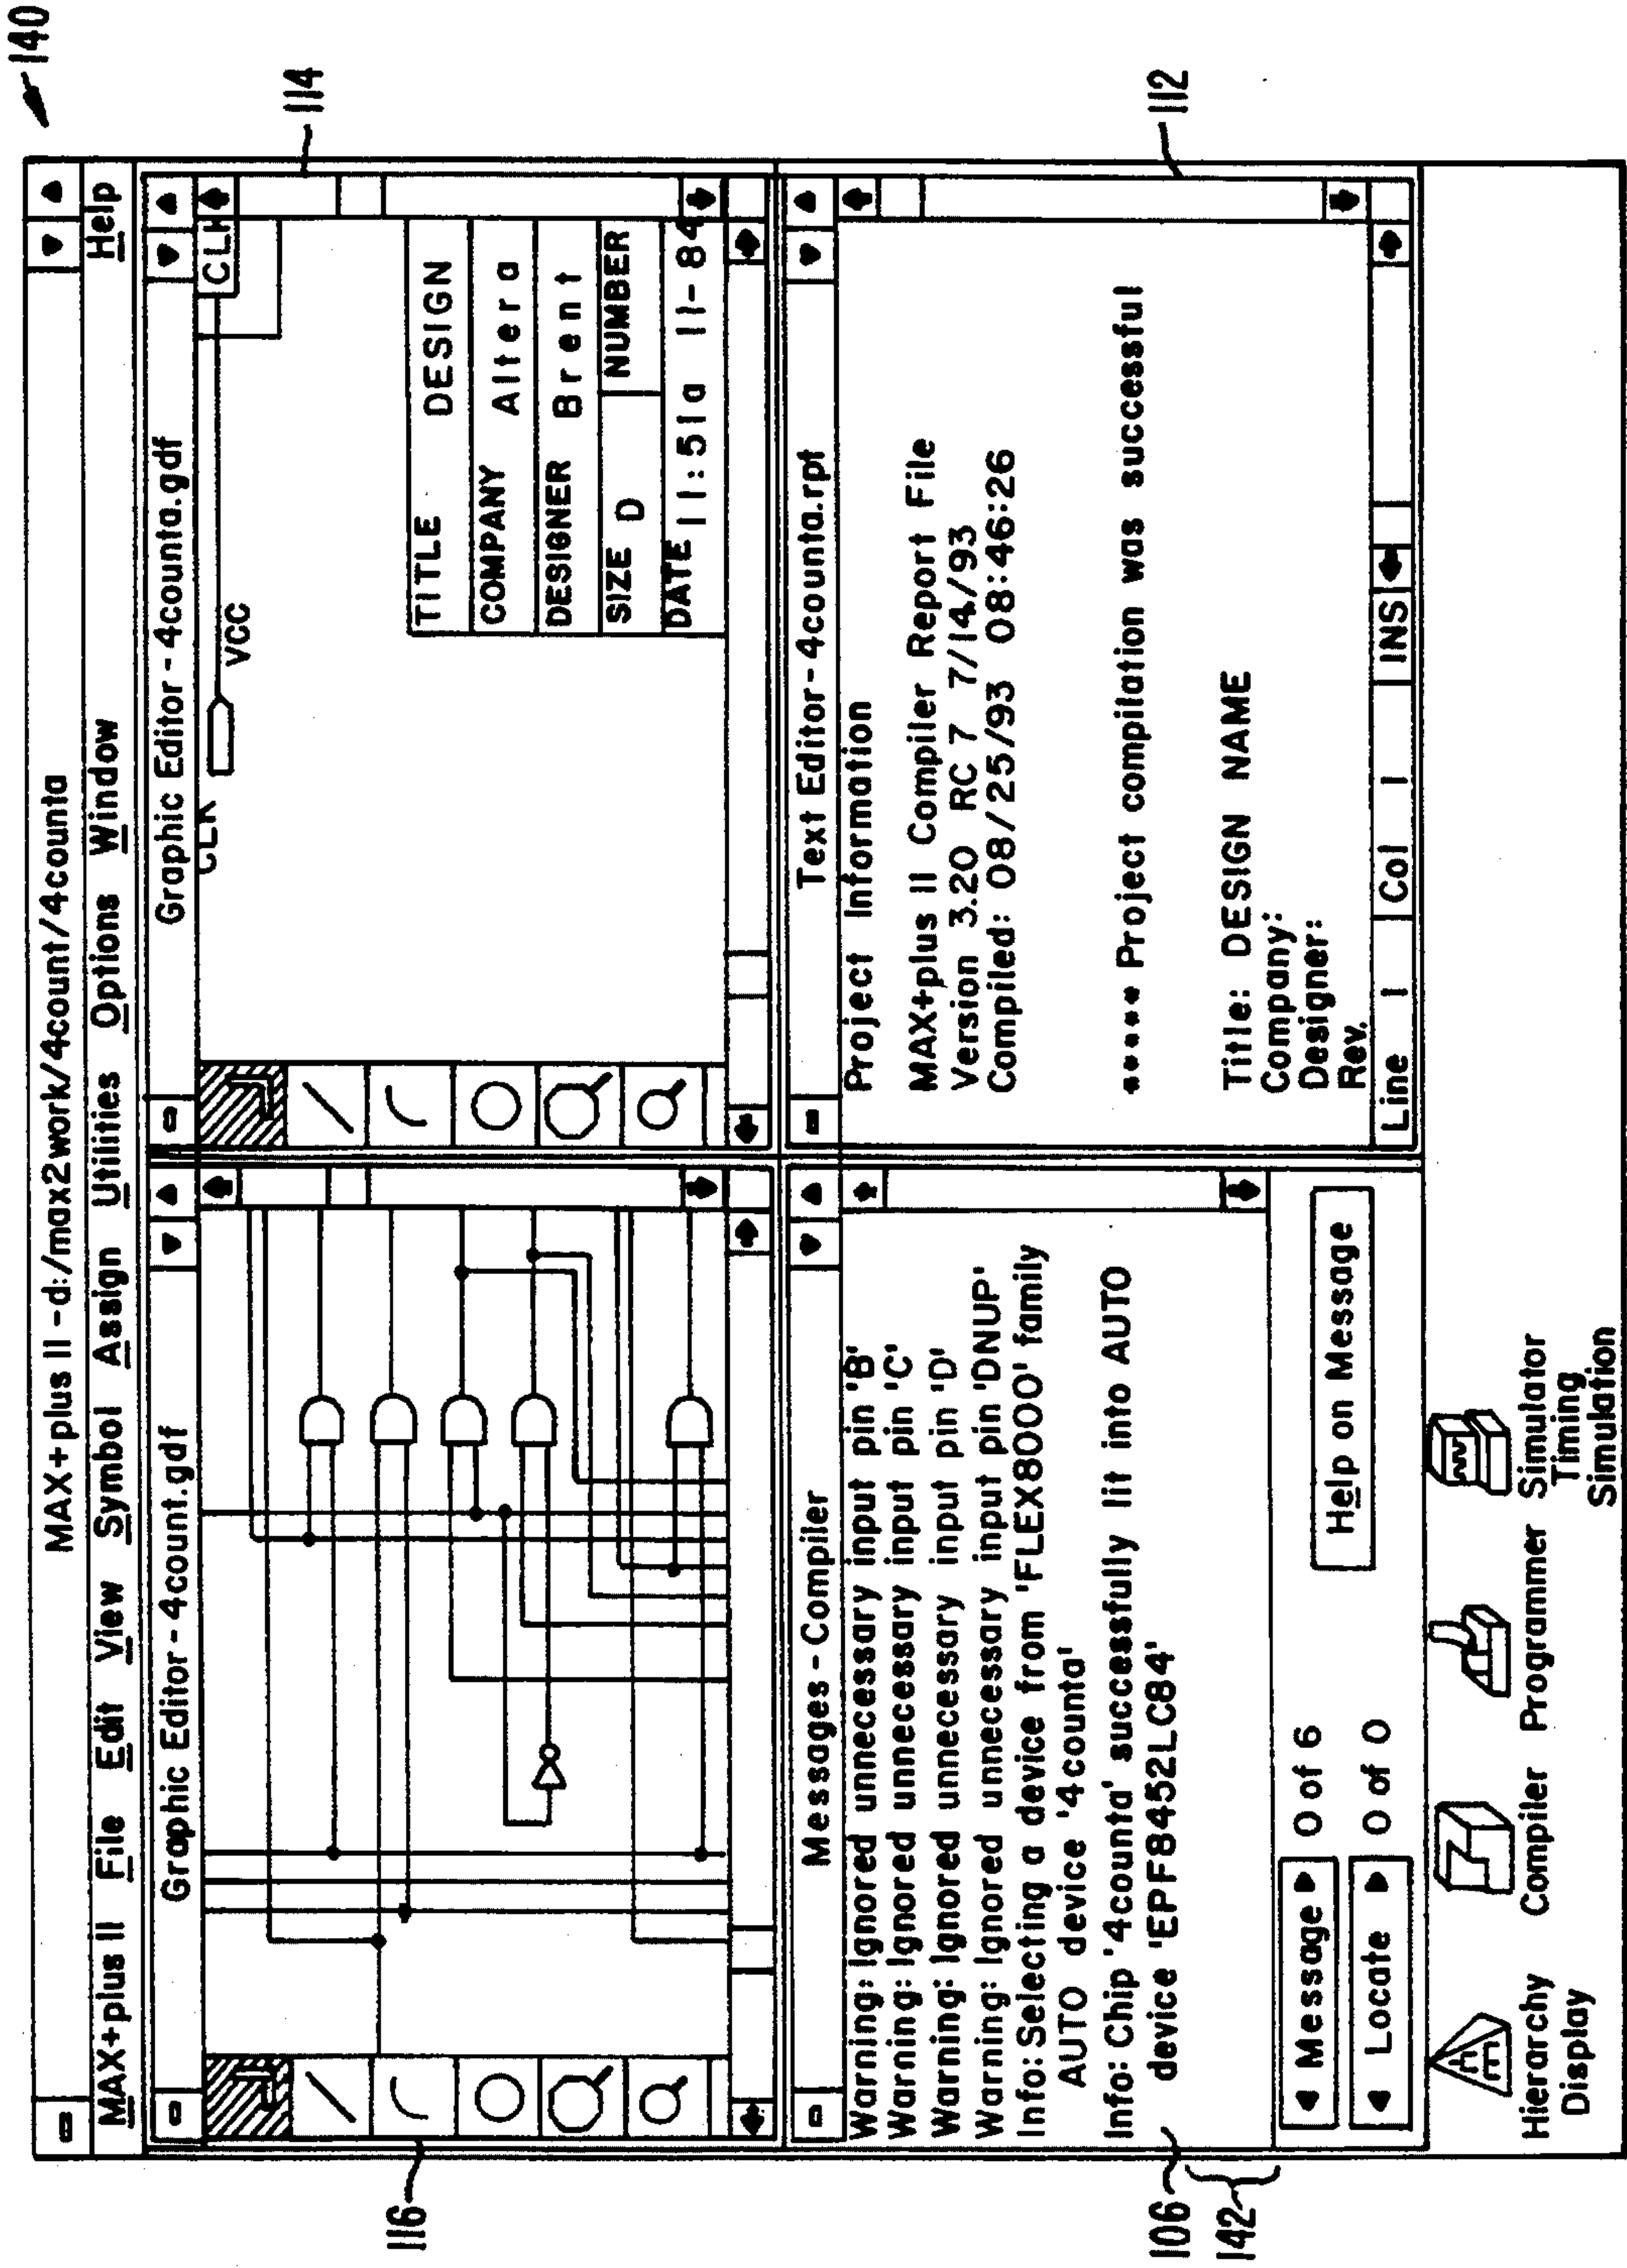 140
MAX+plus II - d:/max2work/4count/4counta
MAX+plus II File Edit View Symbol Assign Utilities Options Window Help
Graphic Editor - 4count.gdf
116
Graphic Editor - 4counta.gdf
114
CLK
VCC
CLH
TITLE DESIGN
COMPANY Altera
DESIGNER Brent
SIZE D NUMBER
DATE 11:51a 11-84
Messages - Compiler
Warning: Ignored unnecessary input pin 'B'
Warning: Ignored unnecessary input pin 'C'
Warning: Ignored unnecessary input pin 'D'
Warning: Ignored unnecessary input pin 'DNUP'
Info: Selecting a device from 'FLEX8000' family
AUTO device '4counta'
Info: Chip '4counta' successfully lit into AUTO
device 'EPF8452LC84'
106
142
Message 0 of 6
Locate 0 of 0
Help on Message
Text Editor - 4counta.rpt
Project Information
MAX+plus II Compiler Report File
Version 3.20 RC 7 7/14/93
Compiled: 08/25/93 08:46:26
***** Project compilation was successful
Title: DESIGN NAME
Company:
Designer:
Rev.
Line 1 Col 1 INS
112
Hierarchy
Display
Compiler
Programmer
Simulator
Timing
Simulation